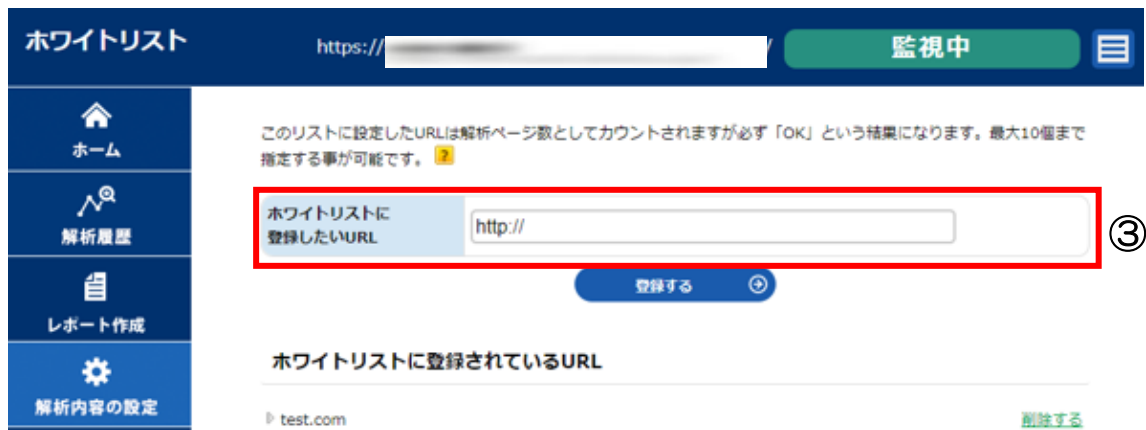 ホワイトリスト
https://
/
監視中
ホーム
解析履歴
レポート作成
解析内容の設定
このリストに設定したURLは解析ページ数としてカウントされますが必ず「OK」という結果になります。最大10個まで
指定する事が可能です。 ?
ホワイトリストに
登録したいURL
http://
③
登録する
ホワイトリストに登録されているURL
test.com
削除する